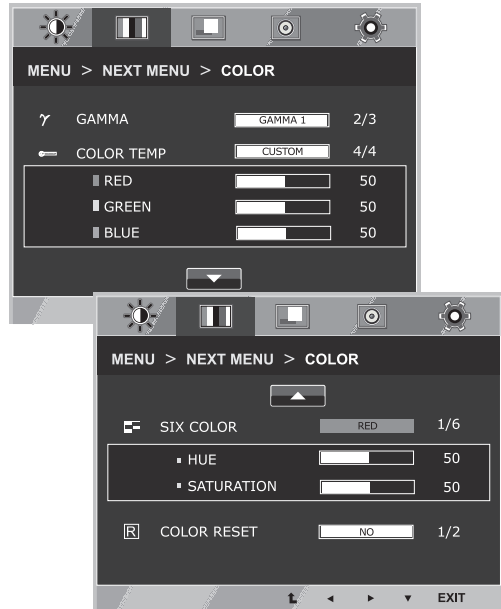 MENU > NEXT MENU > COLOR
γ GAMMA GAMMA 1 2/3
COLOR TEMP CUSTOM 4/4
RED 50
GREEN 50
BLUE 50
MENU > NEXT MENU > COLOR
SIX COLOR RED 1/6
HUE 50
SATURATION 50
R COLOR RESET NO 1/2
EXIT